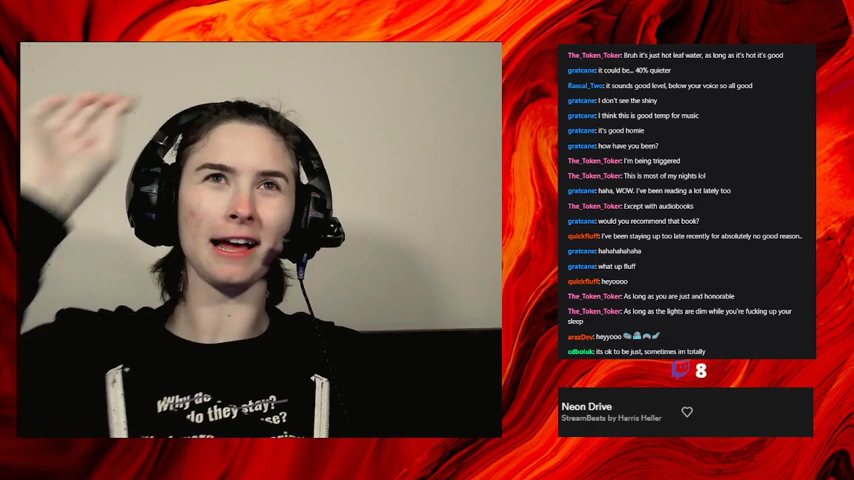 The_Token_Toker: Bruh it's just hot leaf water, as long as it's hot it's good
gratcane: it could be... 40% quieter
Rascal_Two: it sounds good level, below your voice so all good
gratcane: I don't see the shiny
gratcane: I think this is good temp for music
gratcane: it's good homie
gratcane: how have you been?
The_Token_Toker: I'm being triggered
The_Token_Toker: This is most of my nights lol
gratcane: haha, WOW. I've been reading a lot lately too
The_Token_Toker: Except with audiobooks
gratcane: would you recommend that book?
quickfluff: I've been staying up too late recently for absolutely no good reason..
gratcane: hahahahahaha
gratcane: what up fluff
quickfluff: heyoooo
The_Token_Toker: As long as you are just and honorable
The_Token_Toker: As long as the lights are dim while you're fucking up your
sleep
arazDev: heyyooo
cdboiuk: its ok to be just, sometimes im totally
8
Neon Drive
StreamBeats by Harris Heller
Why do
do they stay?
se?